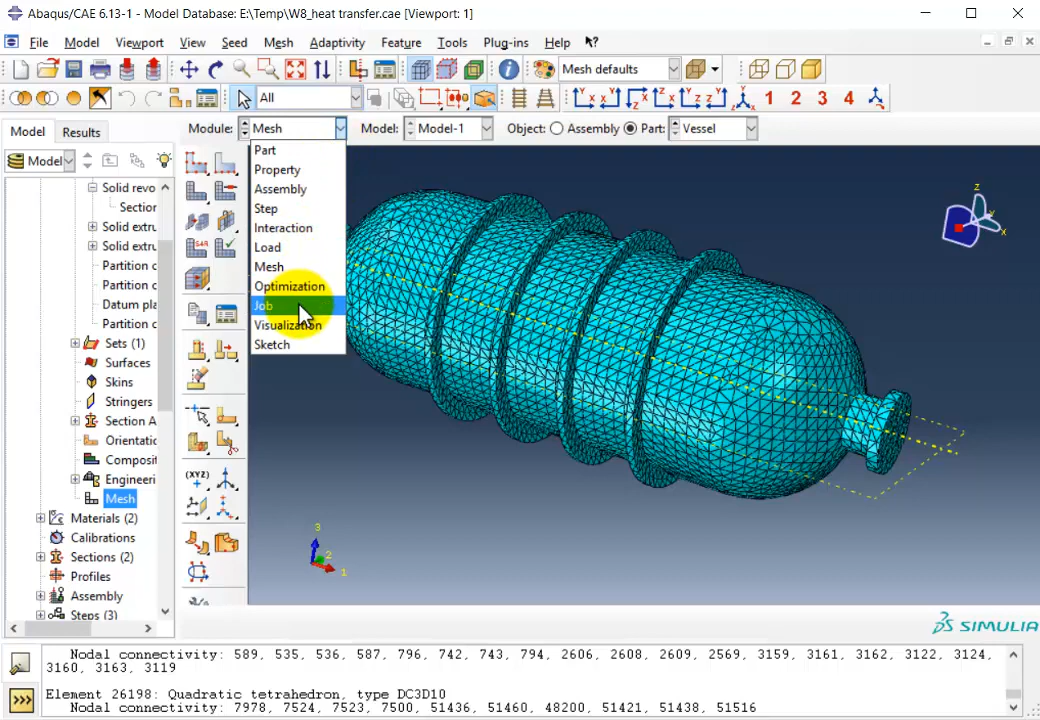 Abaqus/CAE 6.13-1 - Model Database: E:\Temp\W8_heat transfer.cae [Viewport: 1]
File Model Viewport View Seed Mesh Adaptivity Feature Tools Plug-ins Help
Mesh defaults
All
1 2 3 4
Model Results
Module: Mesh Model: Model-1 Object: Assembly Part: Vessel
Model
Part
Property
Assembly
Step
Interaction
Load
Mesh
Optimization
Job
Visualization
Sketch
Solid revo
Section
Solid extru
Solid extru
Partition c
Partition c
Datum pla
Partition c
Sets (1)
Surfaces
Skins
Stringers
Section A
Orientatic
Composit
Engineeri
Mesh
Materials (2)
Calibrations
Sections (2)
Profiles
Assembly
Steps (3)
z
x
3
2
1
SIMULIA
Nodal connectivity: 589, 535, 536, 587, 796, 742, 743, 794, 2606, 2608, 2609, 2569, 3159, 3161, 3162, 3122, 3124,
3160, 3163, 3119
Element 26198: Quadratic tetrahedron, type DC3D10
Nodal connectivity: 7978, 7524, 7523, 7500, 51436, 51460, 48200, 51421, 51438, 51516